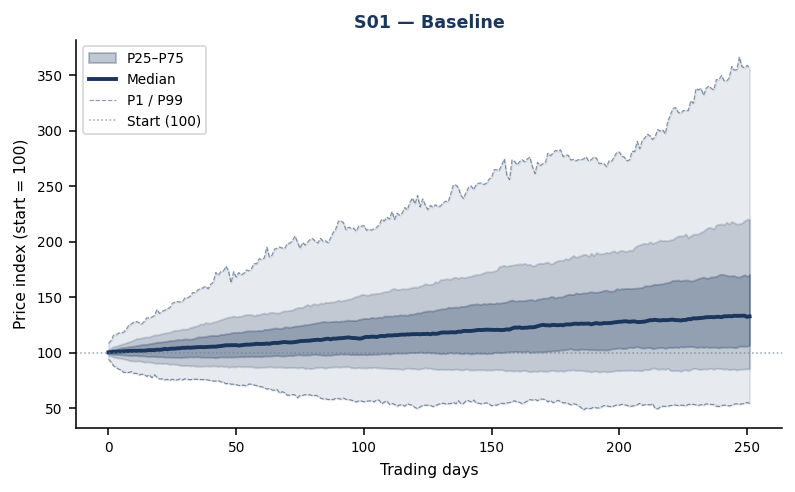 S01 — Baseline
P25–P75
Median
P1 / P99
Start (100)
Price index (start = 100)
350
300
250
200
150
100
50
0
50
100
150
200
250
Trading days